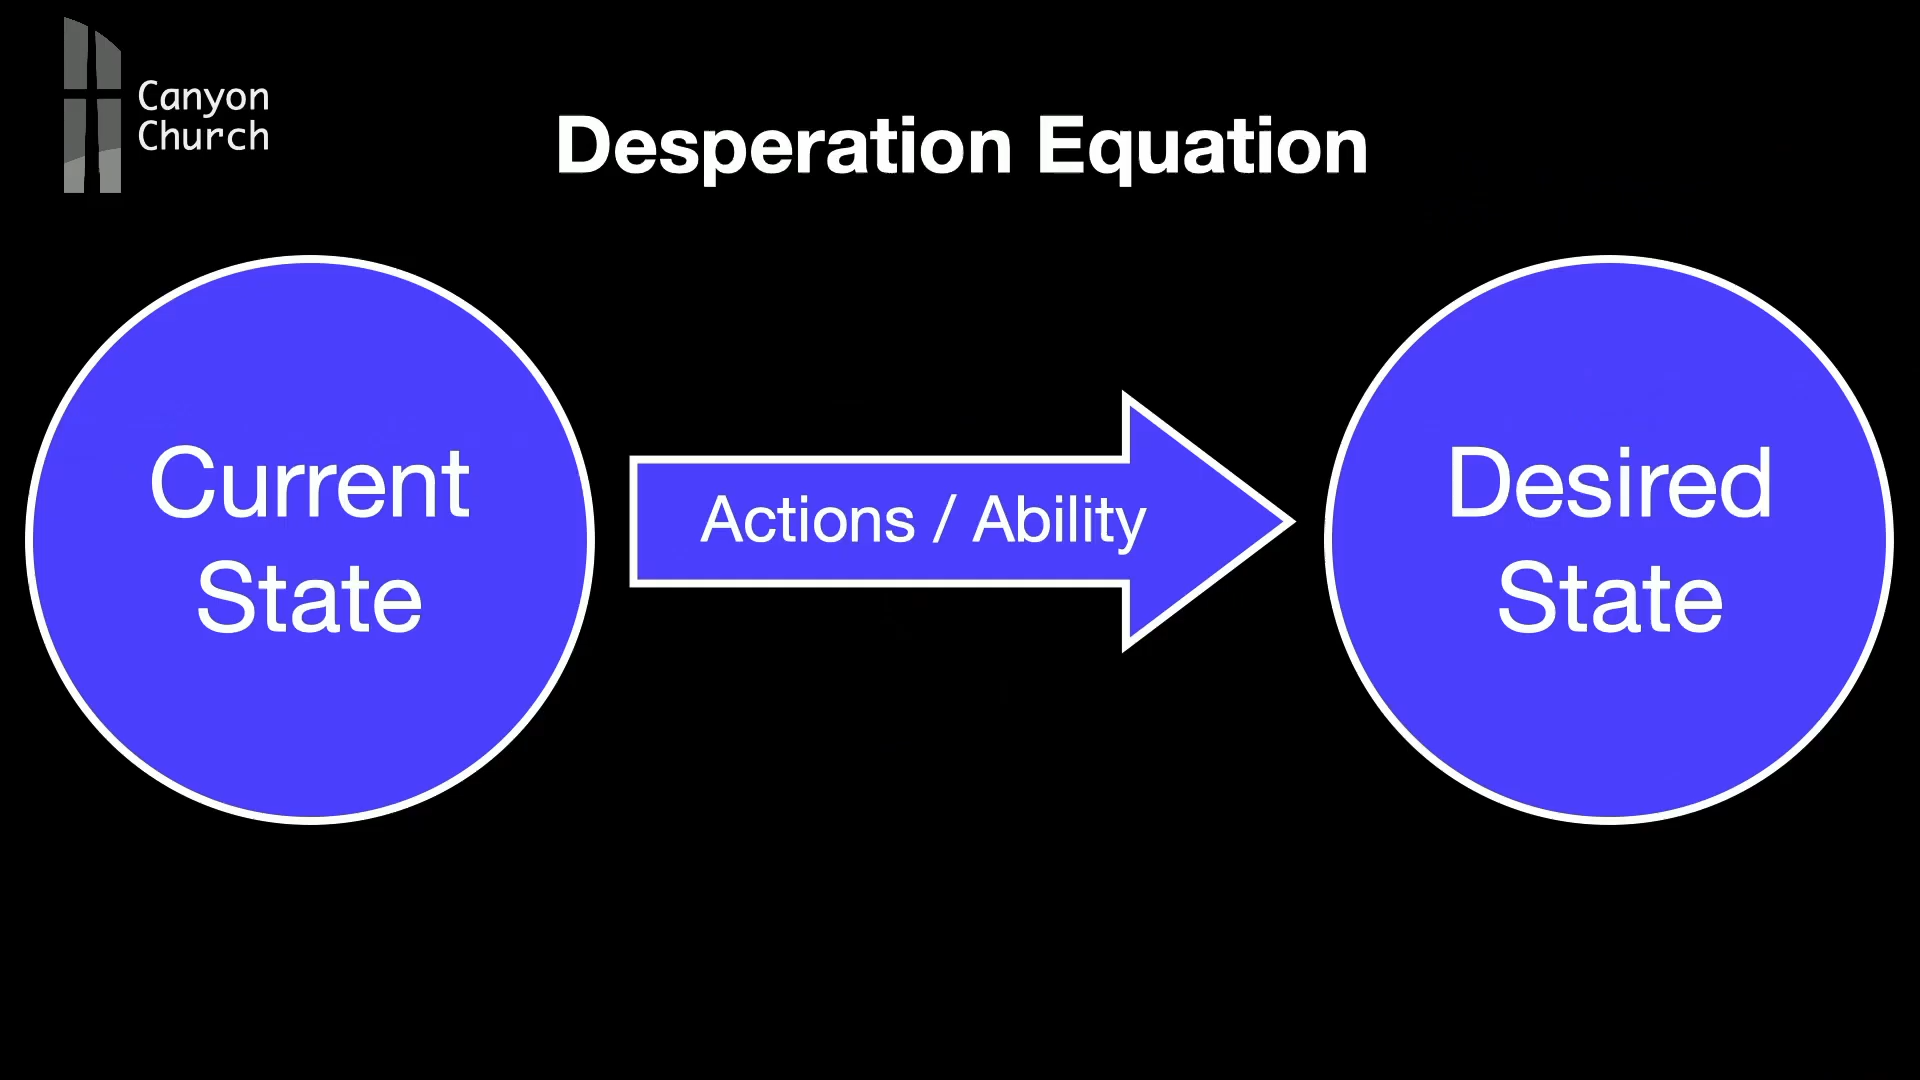 Canyon
Church
Desperation Equation
Current
State
Actions / Ability
Desired
State